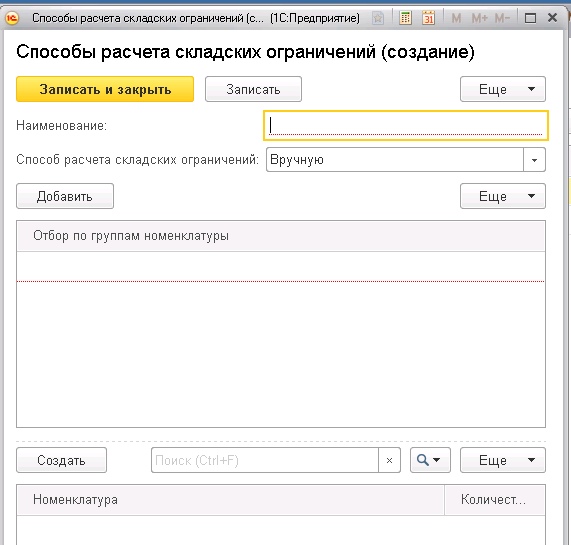 Способы расчета складских ограничений (с... (1С:Предприятие)
M M+ M-
Способы расчета складских ограничений (создание)
Записать и закрыть Записать Еще
Наименование:
Способ расчета складских ограничений: Вручную
Добавить Еще
Отбор по группам номенклатуры
Создать Поиск (Ctrl+F) × Еще
Номенклатура Количест...